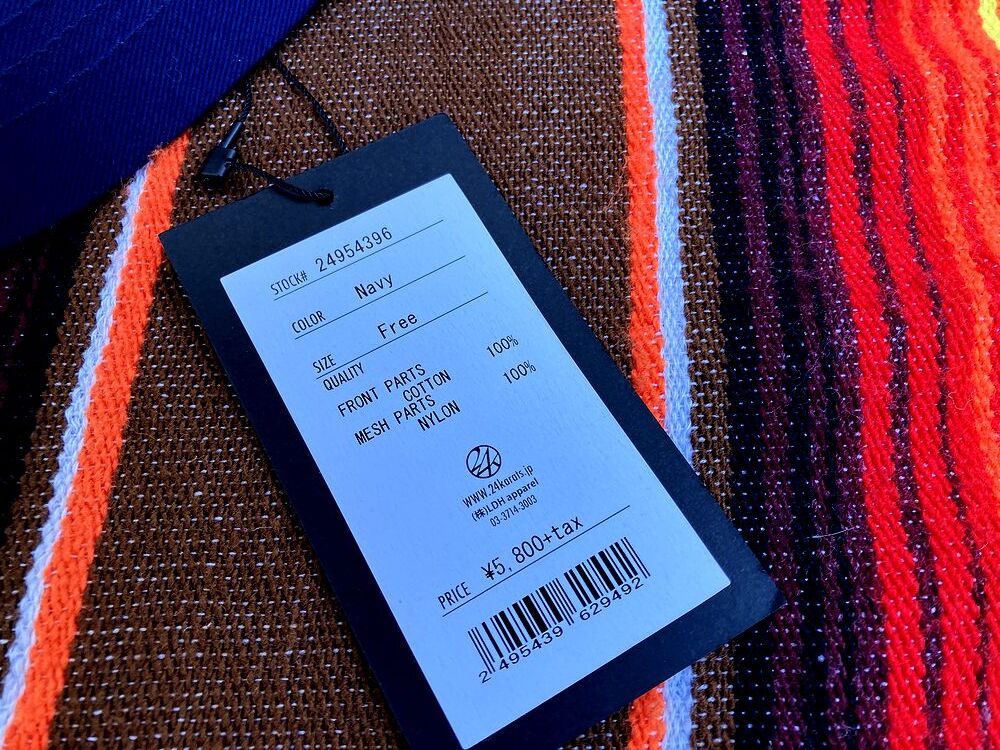 STOCK# 24954396
COLOR Navy
SIZE Free
QUALITY
FRONT PARTS
COTTON 100%
MESH PARTS
NYLON 100%
24k
WWW.24karats.jp
(株)LDH apparel
03-3714-3003
PRICE ¥5,800+tax
2 495439 629492